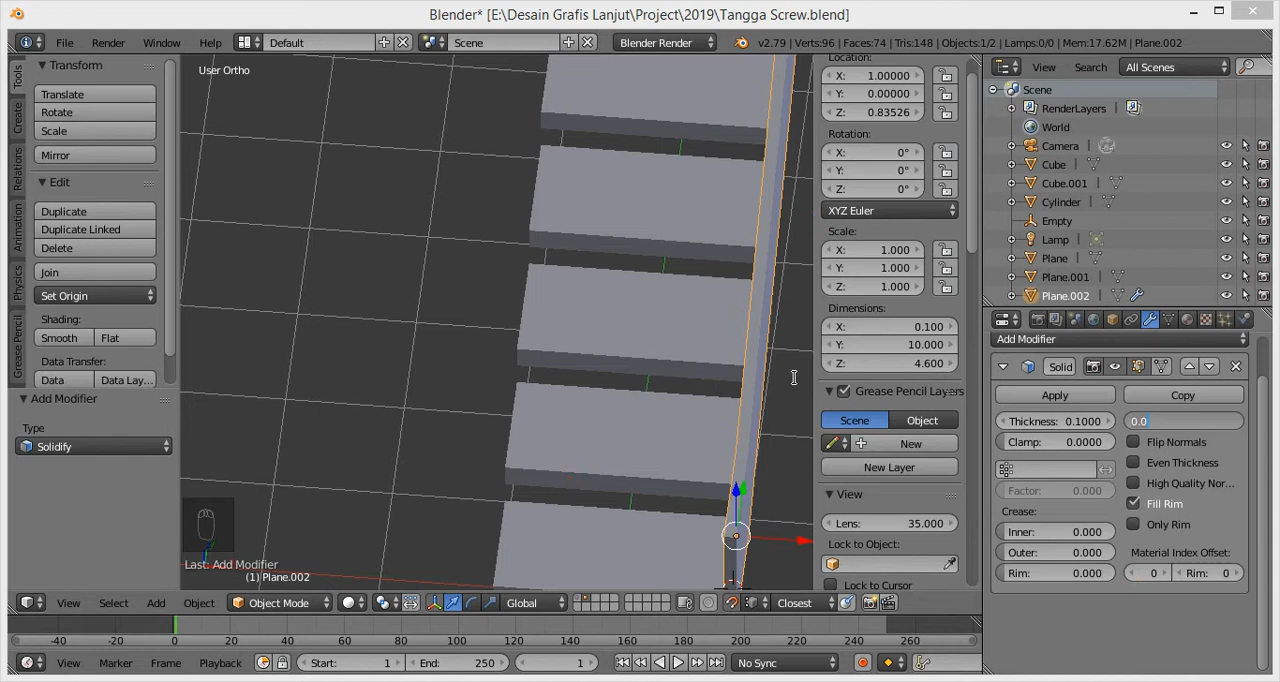 Blender* [E:\Desain Grafis Lanjut\Project\2019\Tangga Screw.blend]
File Render Window Help Default Scene Blender Render v2.79 | Verts:96 | Faces:74 | Tris:148 | Objects:1/2 | Lamps:0/0 | Mem:17.62M | Plane.002
Tools
Create
Relations
Animation
Physics
Grease Pencil
Transform
Translate
Rotate
Scale
Mirror
Edit
Duplicate
Duplicate Linked
Delete
Join
Set Origin
Shading:
Smooth Flat
Data Transfer:
Data Data Lay...
Add Modifier
Type
Solidify
User Ortho
Last: Add Modifier
(1) Plane.002
Location:
X: 1.00000
Y: 0.00000
Z: 0.83526
Rotation:
X: 0°
Y: 0°
Z: 0°
XYZ Euler
Scale:
X: 1.000
Y: 1.000
Z: 1.000
Dimensions:
X: 0.100
Y: 10.000
Z: 4.600
Grease Pencil Layers
Scene Object
New
New Layer
View
Lens: 35.000
Lock to Object:
Lock to Cursor
View Search All Scenes
Scene
RenderLayers
World
Camera
Cube
Cube.001
Cylinder
Empty
Lamp
Plane
Plane.001
Plane.002
Add Modifier
Solid
Apply Copy
Thickness: 0.1000 0.0
Clamp: 0.0000 Flip Normals
Even Thickness
High Quality Nor...
Factor: 0.000
Fill Rim
Crease:
Only Rim
Inner: 0.000
Outer: 0.000 Material Index Offset:
Rim: 0.000 0 Rim: 0
View Select Add Object Object Mode Global Closest
-40 -20 0 20 40 60 80 100 120 140 160 180 200 220 240 260
View Marker Frame Playback Start: 1 End: 250 1 No Sync